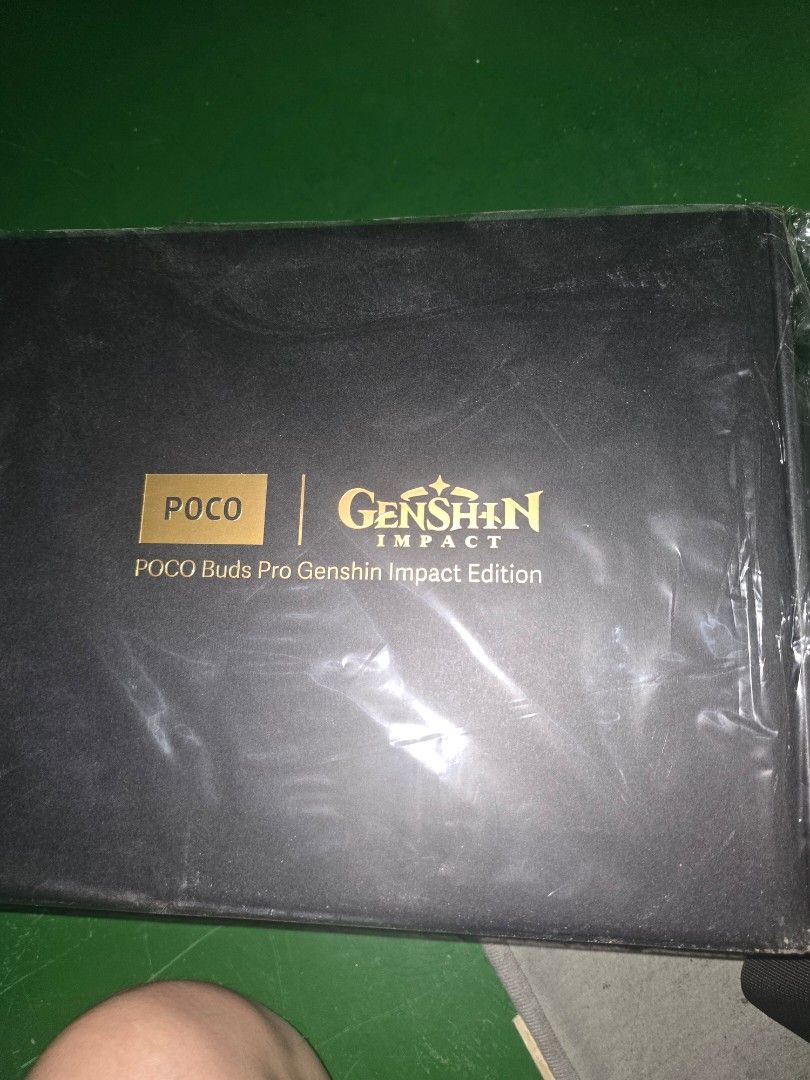 POCO
GENSHIN
IMPACT
POCO Buds Pro Genshin Impact Edition